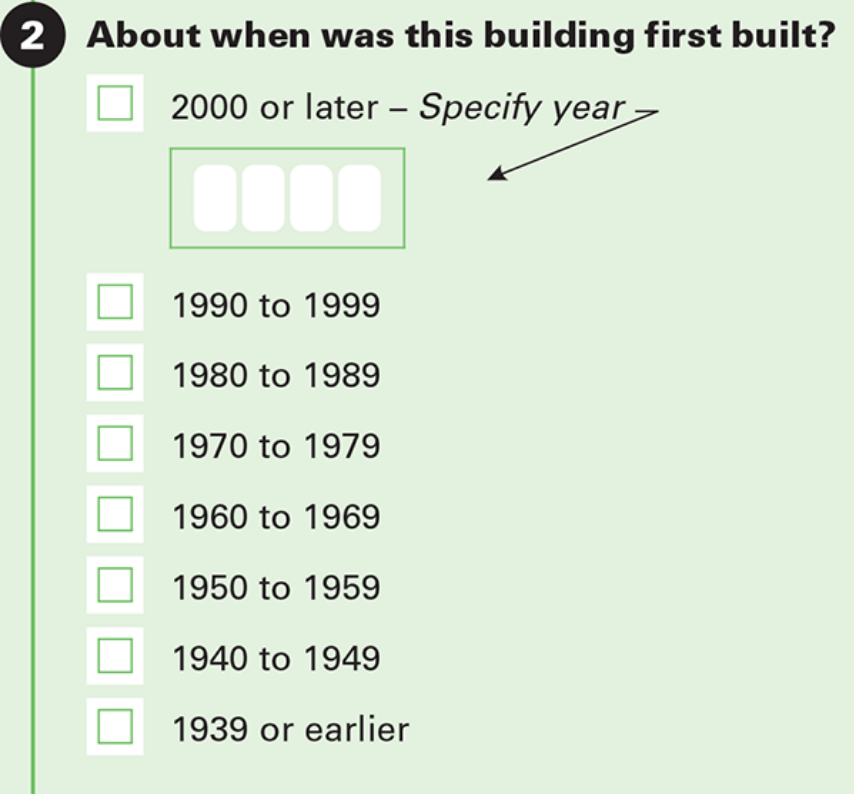 2 About when was this building first built?
2000 or later – Specify year
1990 to 1999
1980 to 1989
1970 to 1979
1960 to 1969
1950 to 1959
1940 to 1949
1939 or earlier